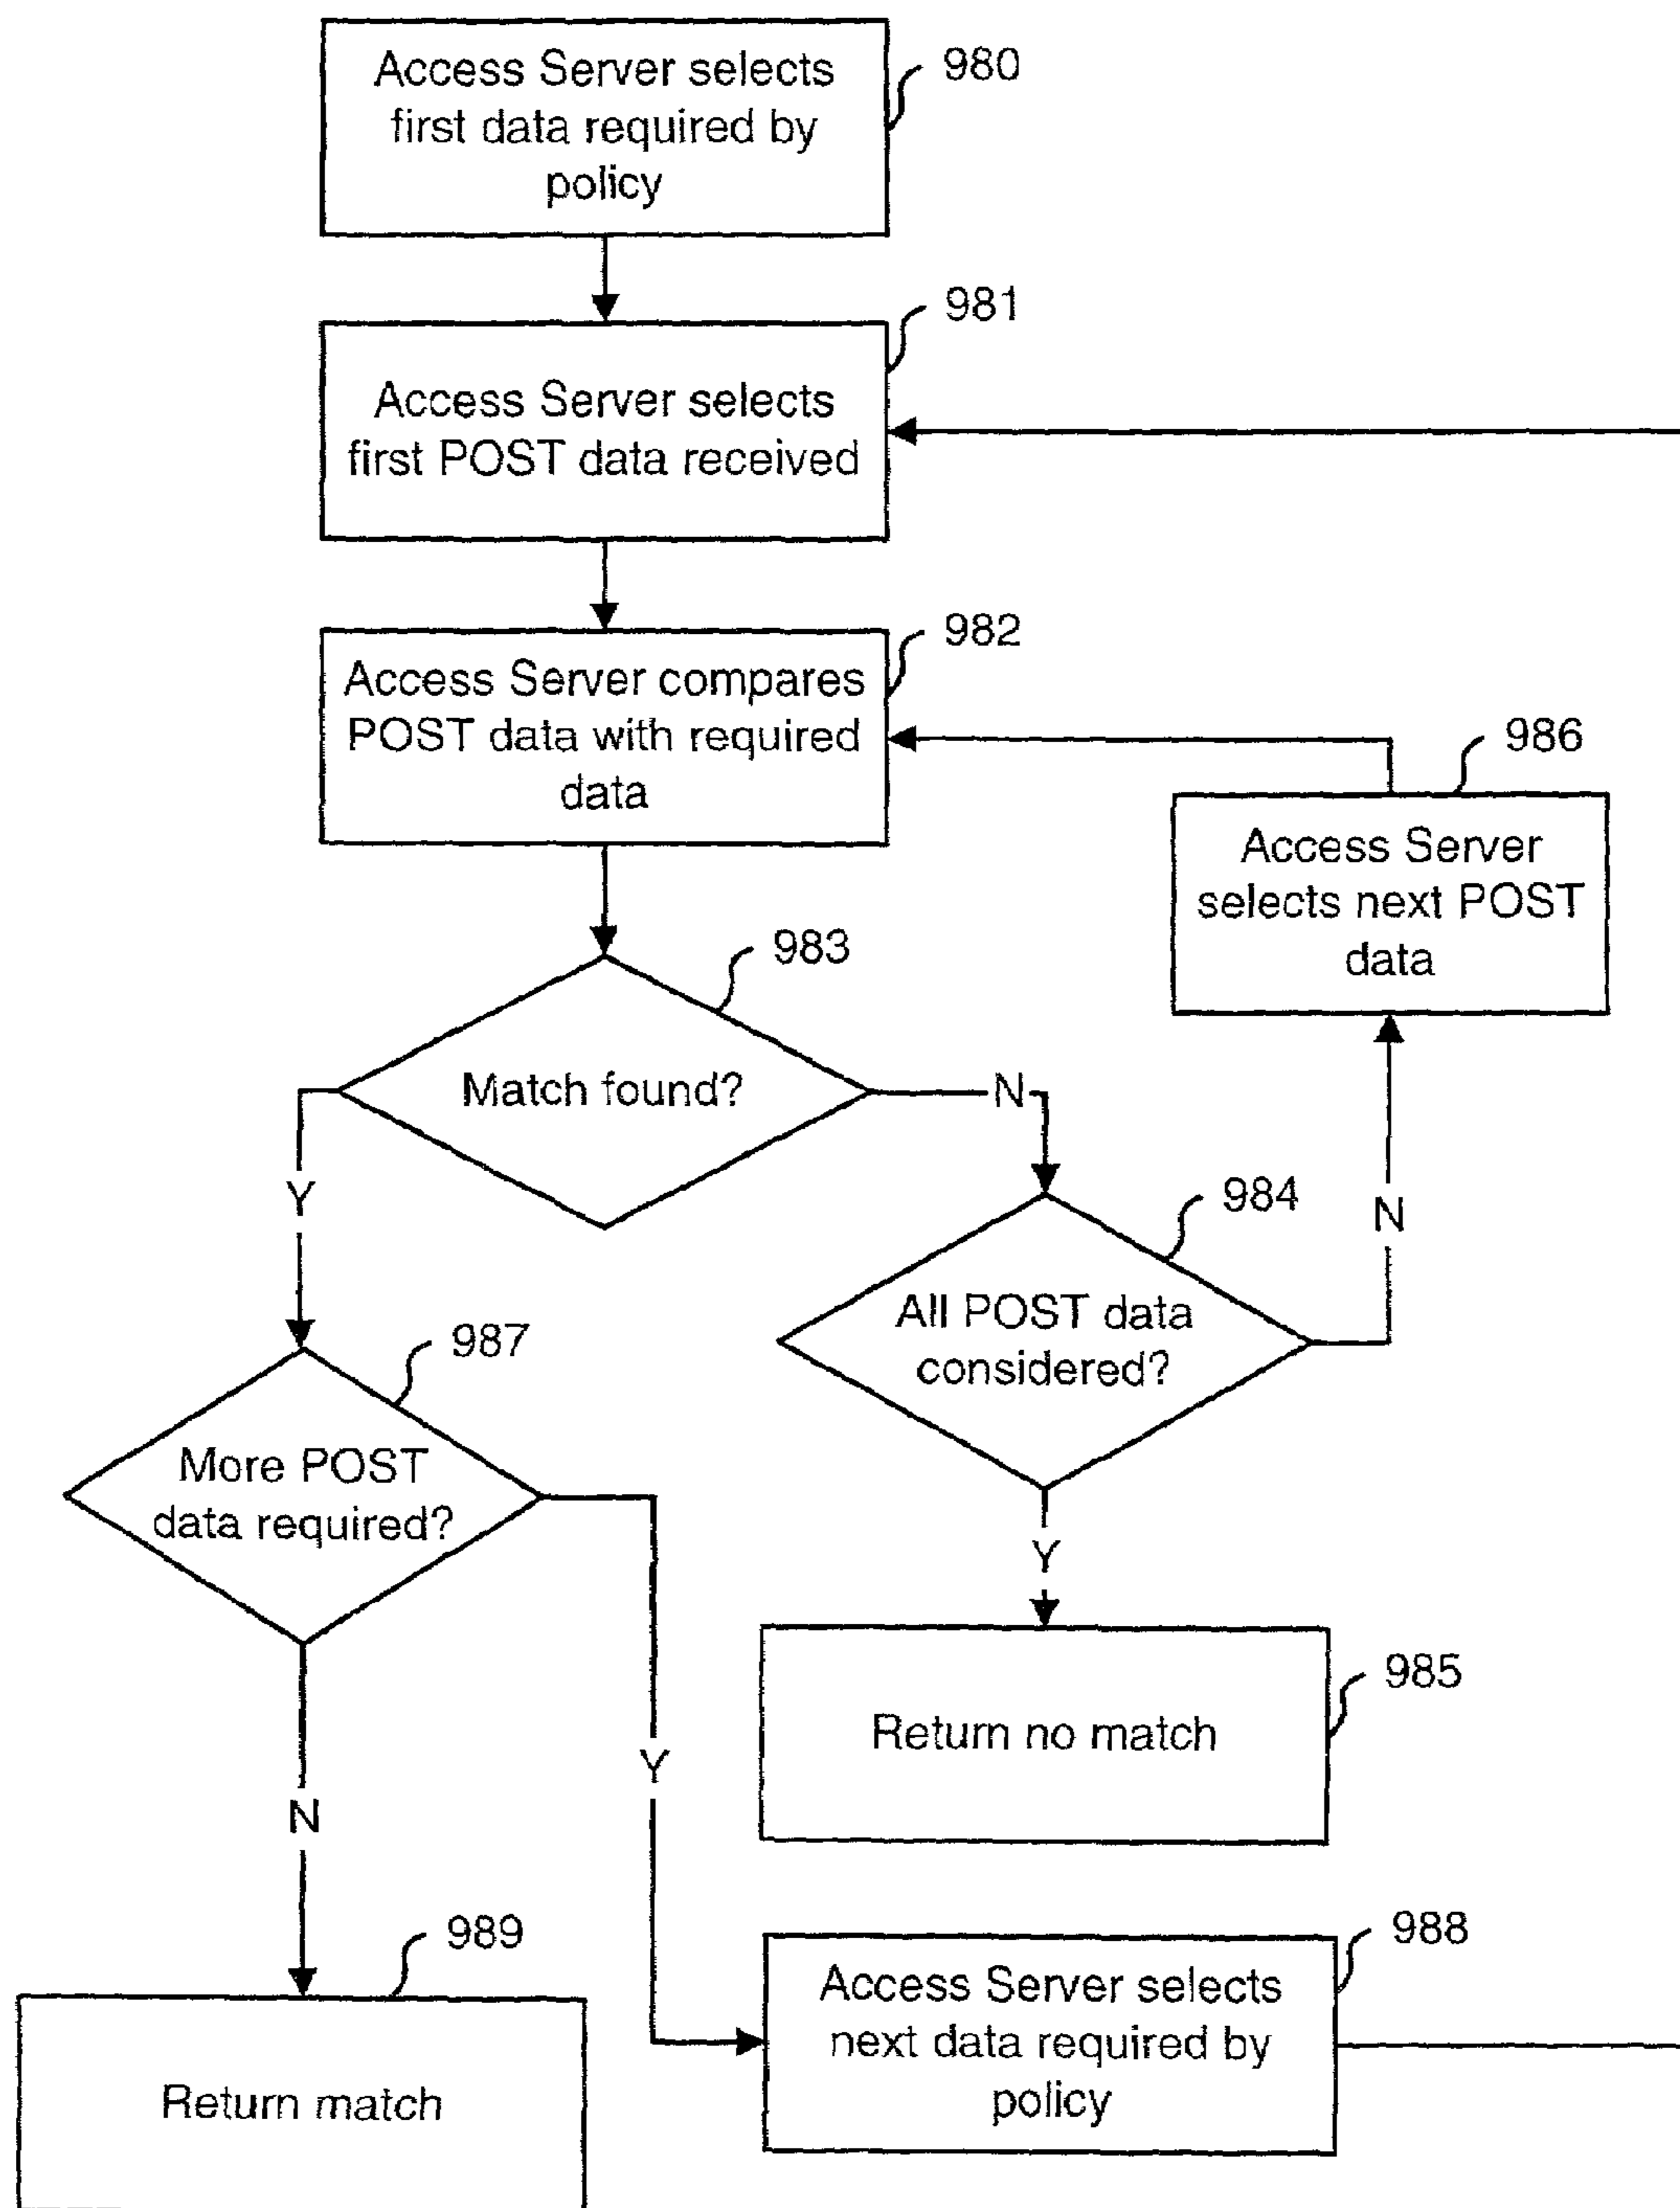 Access Server selects
first data required by
policy
980
Access Server selects
first POST data received
981
Access Server compares
POST data with required
data
982
Access Server
selects next POST
data
986
Match found?
983
N
Y
All POST data
considered?
984
N
Y
More POST
data required?
987
N
Y
Return no match
985
Access Server selects
next data required by
policy
988
Return match
989